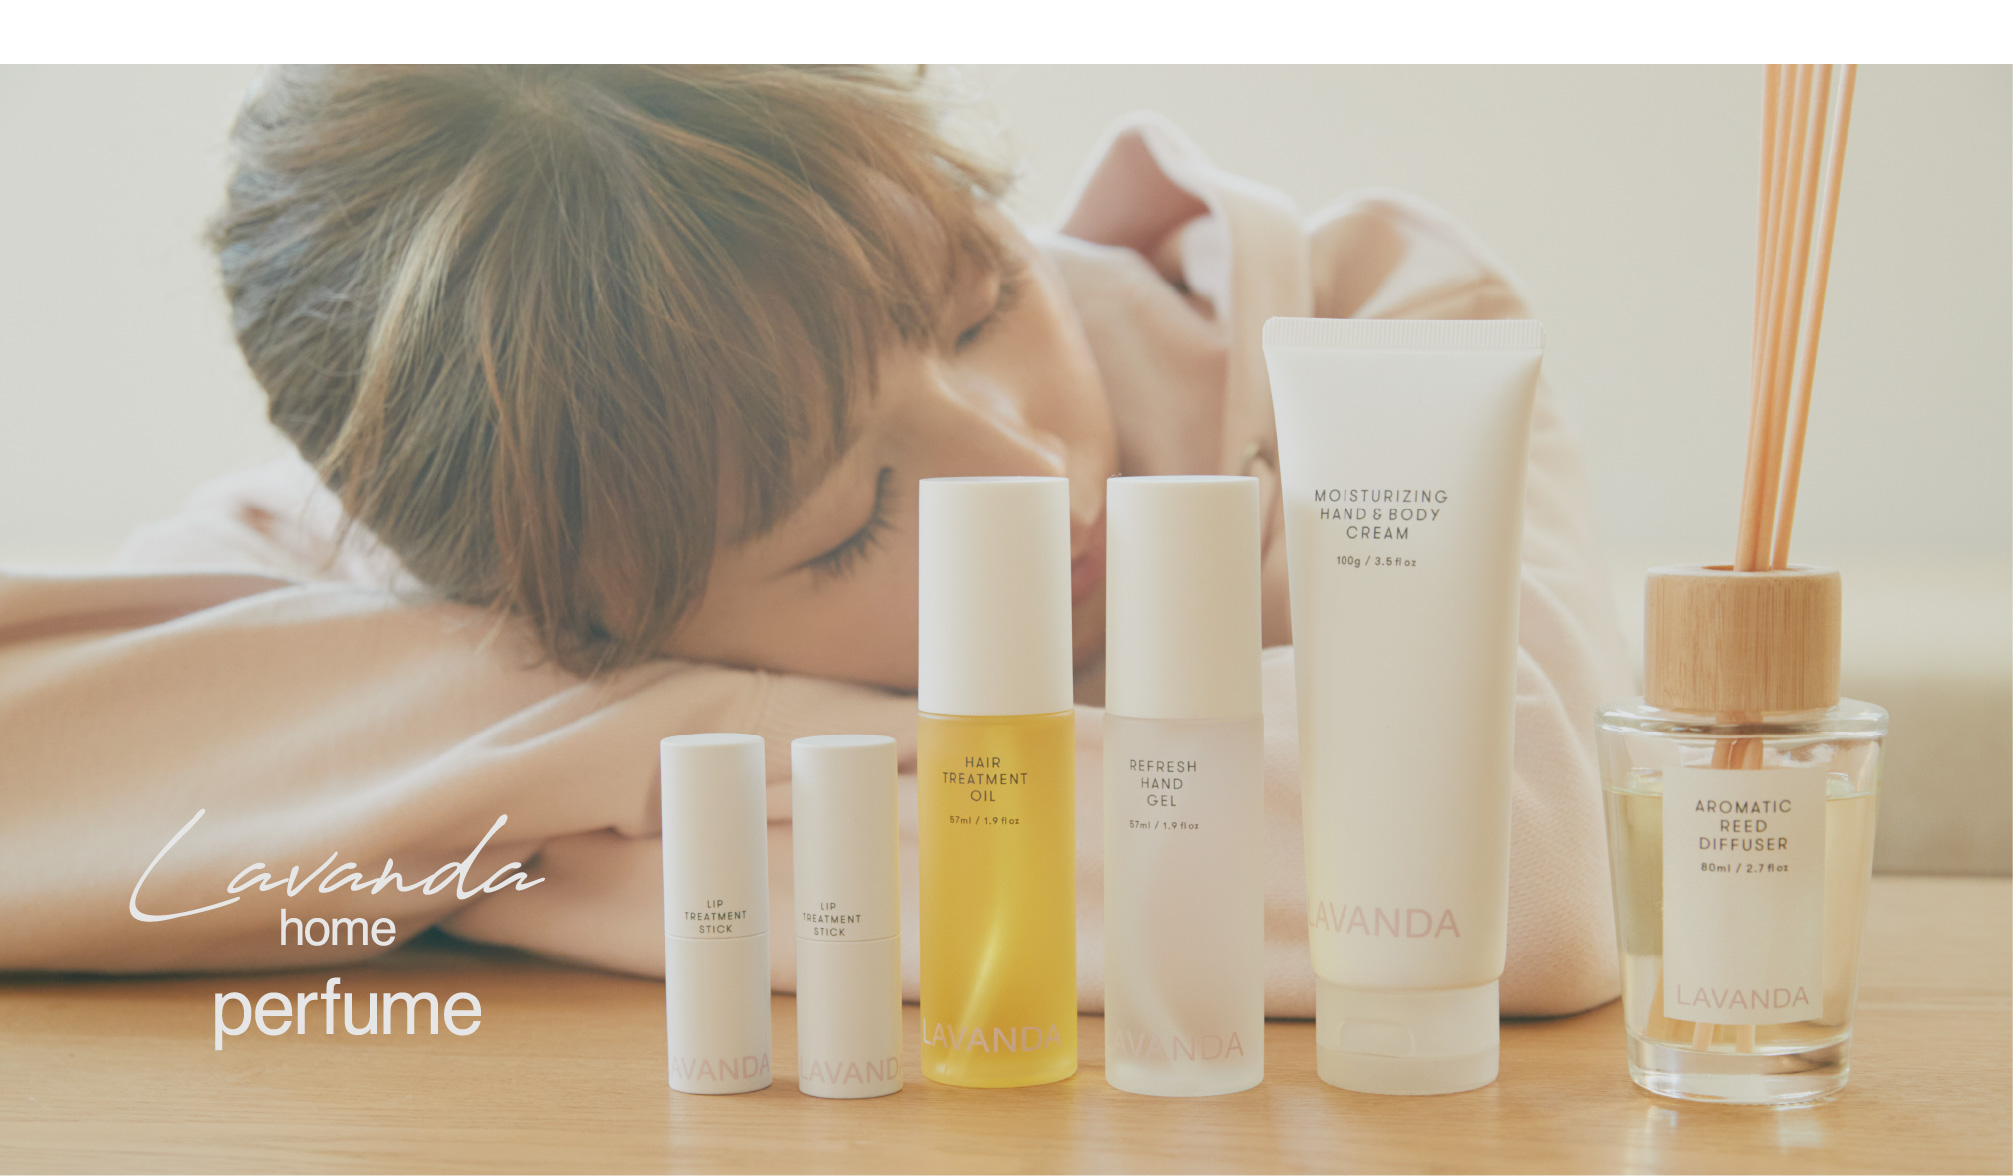 Lavanda
home
perfume
LIP
TREATMENT
STICK
AVANDA
LIP
TREATMENT
STICK
LAVAND
HAIR
TREATMENT
OIL
57ml / 1.9 fl oz
LAVANDA
REFRESH
HAND
GEL
57ml / 1.9 fl oz
AVANDA
MOISTURIZING
HAND & BODY
CREAM
100g / 3.5 fl oz
LAVANDA
AROMATIC
REED
DIFFUSER
80ml / 2.7 fl oz
LAVANDA